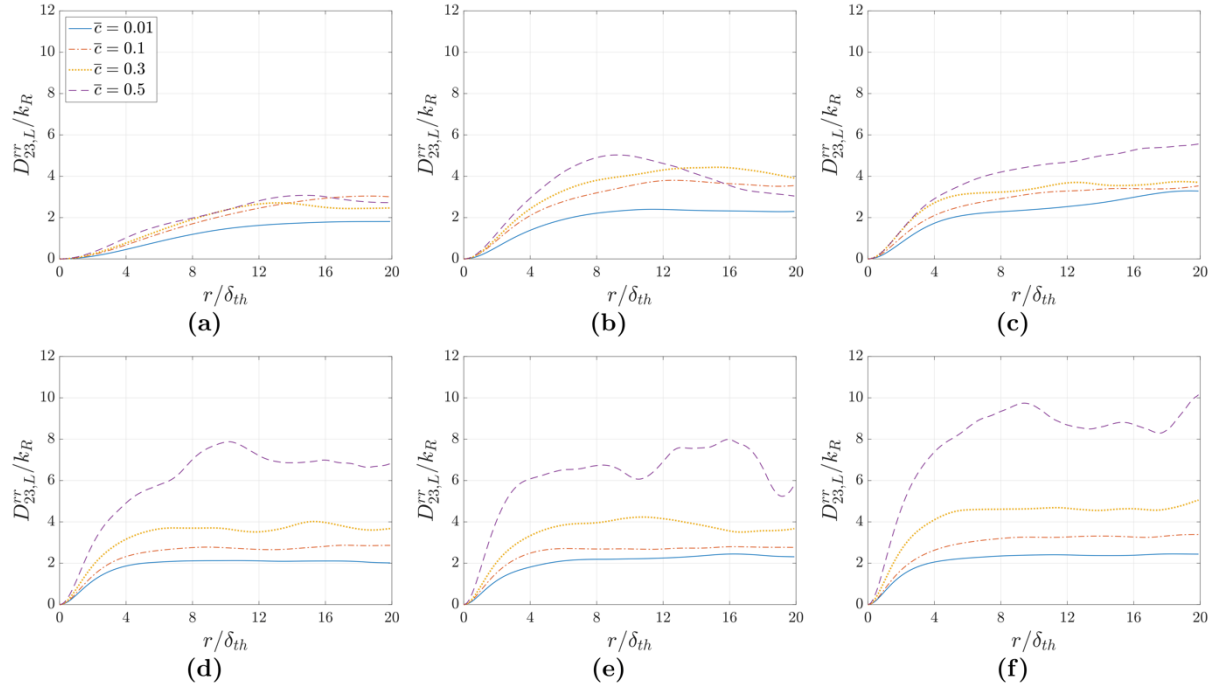 12
10
8
6
4
2
0
D^{rr}_{23,L}/k_R
c̅ = 0.01
c̅ = 0.1
c̅ = 0.3
c̅ = 0.5
0 4 8 12 16 20
r/δ_{th}
(a)
12
10
8
6
4
2
0
D^{rr}_{23,L}/k_R
0 4 8 12 16 20
r/δ_{th}
(b)
12
10
8
6
4
2
0
D^{rr}_{23,L}/k_R
0 4 8 12 16 20
r/δ_{th}
(c)
12
10
8
6
4
2
0
D^{rr}_{23,L}/k_R
0 4 8 12 16 20
r/δ_{th}
(d)
12
10
8
6
4
2
0
D^{rr}_{23,L}/k_R
0 4 8 12 16 20
r/δ_{th}
(e)
12
10
8
6
4
2
0
D^{rr}_{23,L}/k_R
0 4 8 12 16 20
r/δ_{th}
(f)